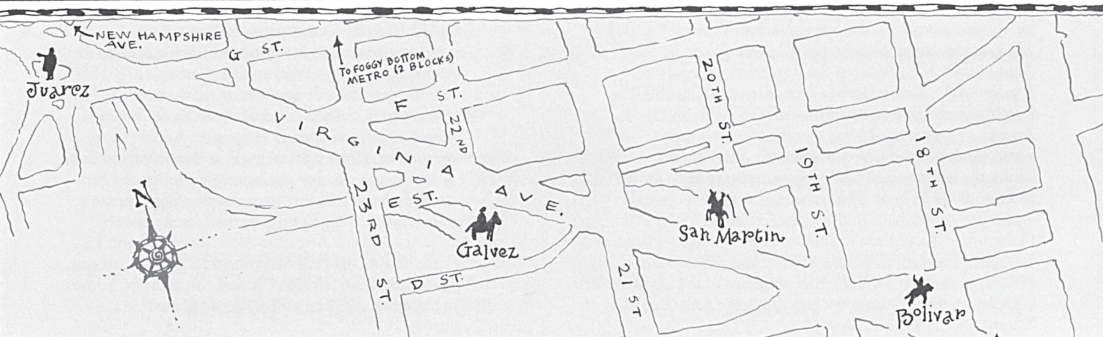 NEW HAMPSHIRE
AVE.
G ST.
TO FOGGY BOTTOM
METRO (2 BLOCKS)
Juarez
F ST.
VIRGINIA AVE.
22ND
20TH ST.
19TH ST.
18TH ST.
N
23RD ST.
E ST.
Galvez
San Martin
D ST.
21 ST
Bolivar